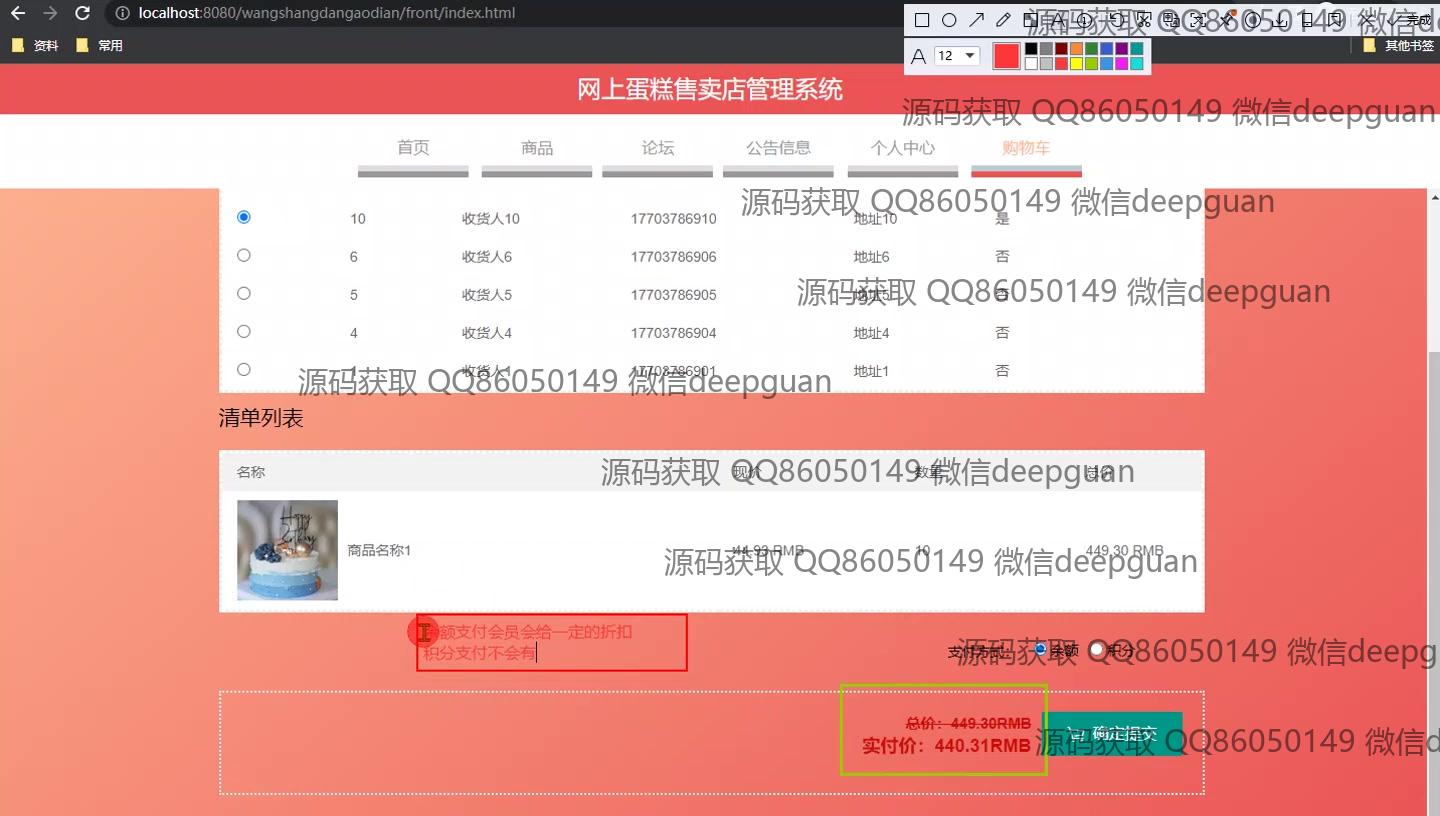 localhost:8080/wangshangdangaodian/front/index.html
资料 常用
其他书签
完成
A 12
网上蛋糕售卖店管理系统
首页 商品 论坛 公告信息 个人中心 购物车
源码获取 QQ86050149 微信de
源码获取 QQ86050149 微信deepguan
10 收货人10 17703786910 地址10 是
源码获取 QQ86050149 微信deepguan
6 收货人6 17703786906 地址6 否
5 收货人5 17703786905 地址5 否
源码获取 QQ86050149 微信deepguan
4 收货人4 17703786904 地址4 否
1 收货人1 17703786901 地址1 否
源码获取 QQ86050149 微信deepguan
清单列表
名称 现价 数量 总价
源码获取 QQ86050149 微信deepguan
Happy Birthday
商品名称1 44.93 RMB 10 449.30 RMB
源码获取 QQ86050149 微信deepguan
余额支付会员会给一定的折扣
积分支付不会有
支付方式: 余额 积分
源码获取 QQ86050149 微信deepg
总价：449.30RMB
实付价：440.31RMB
确定提交
源码获取 QQ86050149 微信d